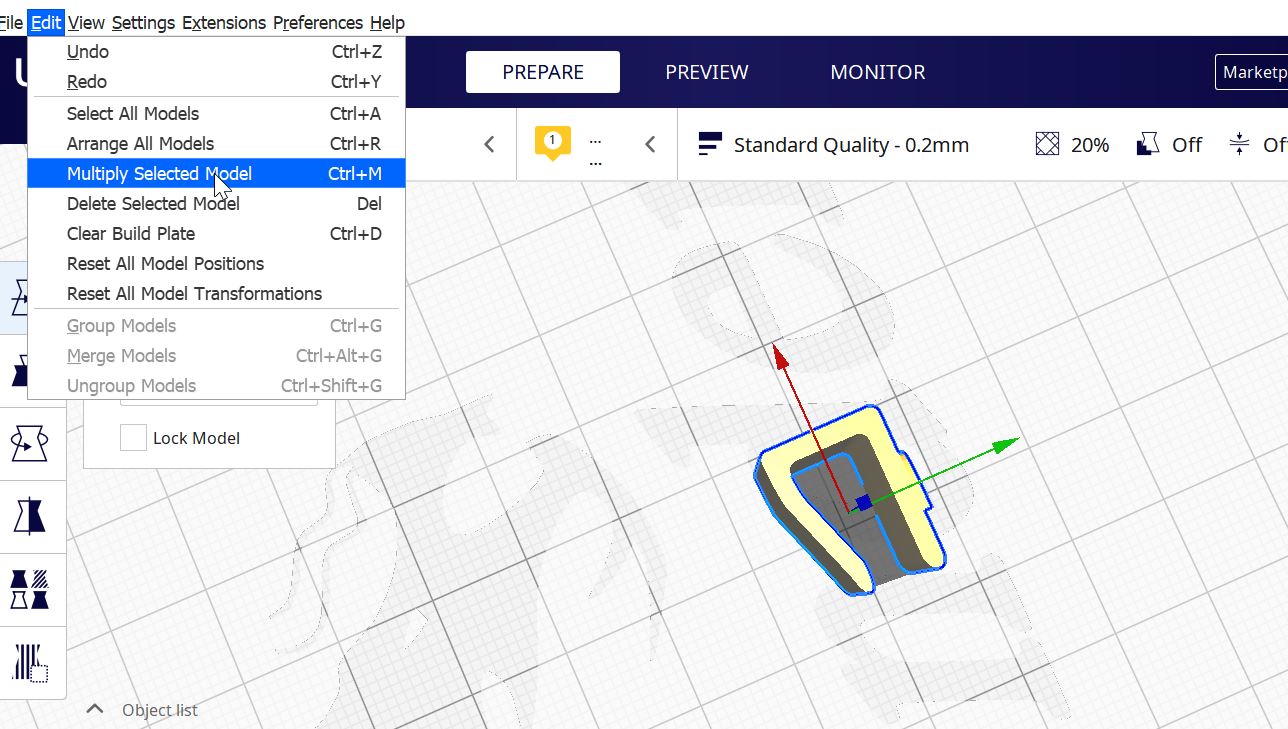 File Edit View Settings Extensions Preferences Help
PREPARE PREVIEW MONITOR
Undo Ctrl+Z
Redo Ctrl+Y
Select All Models Ctrl+A
Arrange All Models Ctrl+R
1 ... ...
Standard Quality - 0.2mm 20% Off
Multiply Selected Model Ctrl+M
Delete Selected Model Del
Clear Build Plate Ctrl+D
Reset All Model Positions
Reset All Model Transformations
Group Models Ctrl+G
Merge Models Ctrl+Alt+G
Ungroup Models Ctrl+Shift+G
Lock Model
Object list